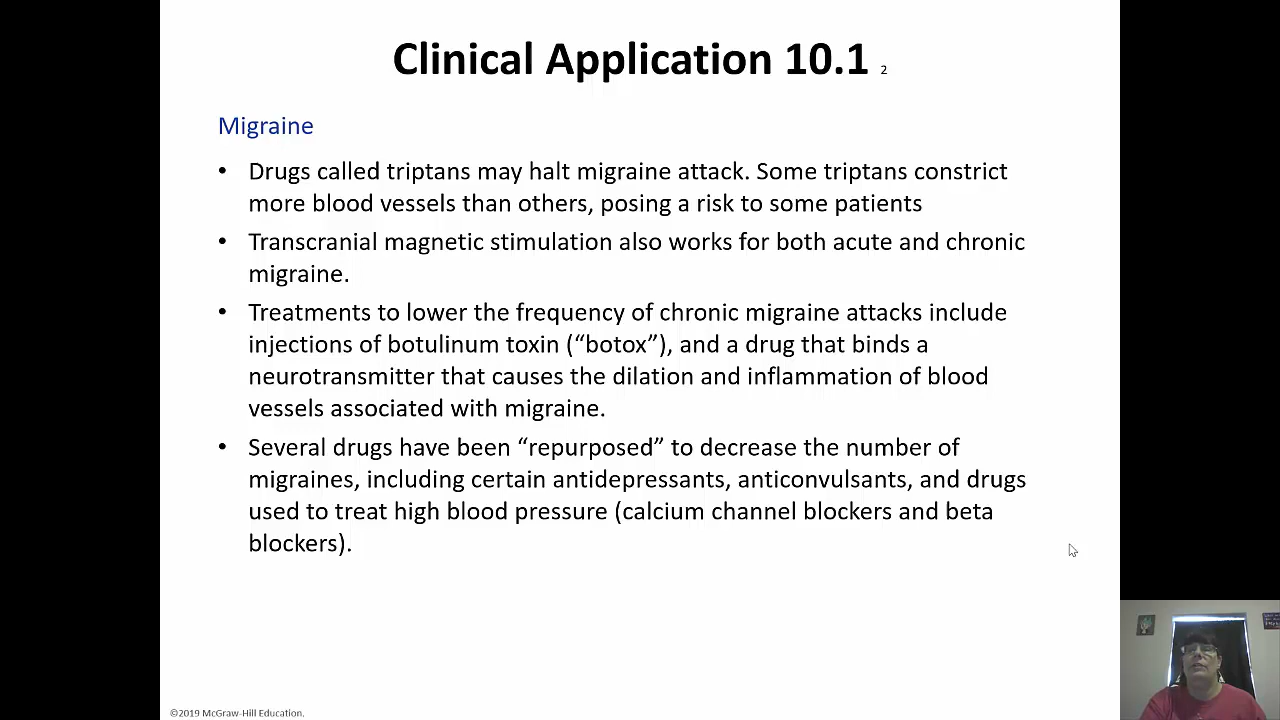 Clinical Application 10.1 2
Migraine
• Drugs called triptans may halt migraine attack. Some triptans constrict
more blood vessels than others, posing a risk to some patients
• Transcranial magnetic stimulation also works for both acute and chronic
migraine.
• Treatments to lower the frequency of chronic migraine attacks include
injections of botulinum toxin (“botox”), and a drug that binds a
neurotransmitter that causes the dilation and inflammation of blood
vessels associated with migraine.
• Several drugs have been “repurposed” to decrease the number of
migraines, including certain antidepressants, anticonvulsants, and drugs
used to treat high blood pressure (calcium channel blockers and beta
blockers).
©2019 McGraw-Hill Education.